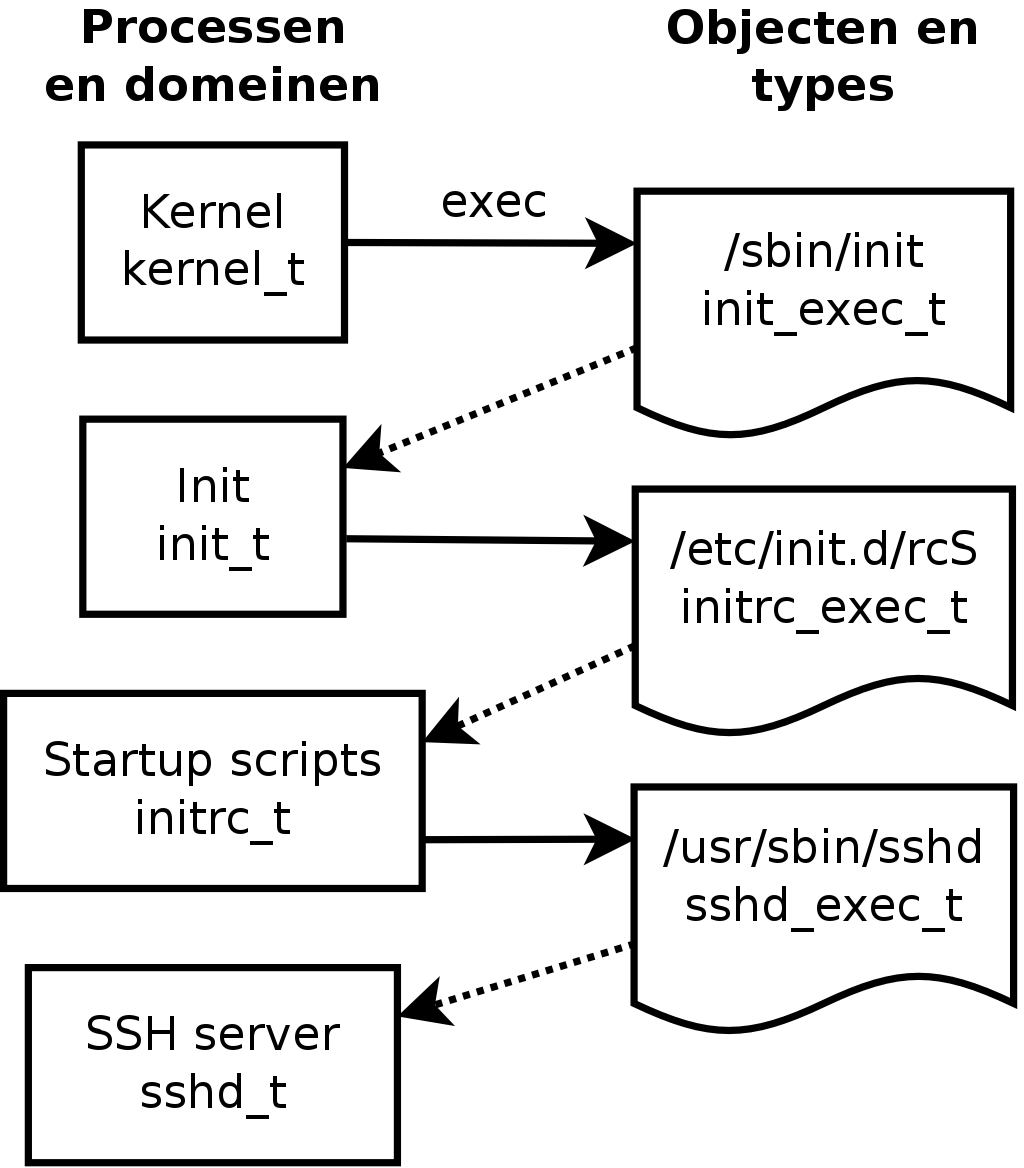 Processen
en domeinen
Objecten en
types
Kernel
kernel_t
exec
/sbin/init
init_exec_t
Init
init_t
/etc/init.d/rcS
initrc_exec_t
Startup scripts
initrc_t
/usr/sbin/sshd
sshd_exec_t
SSH server
sshd_t